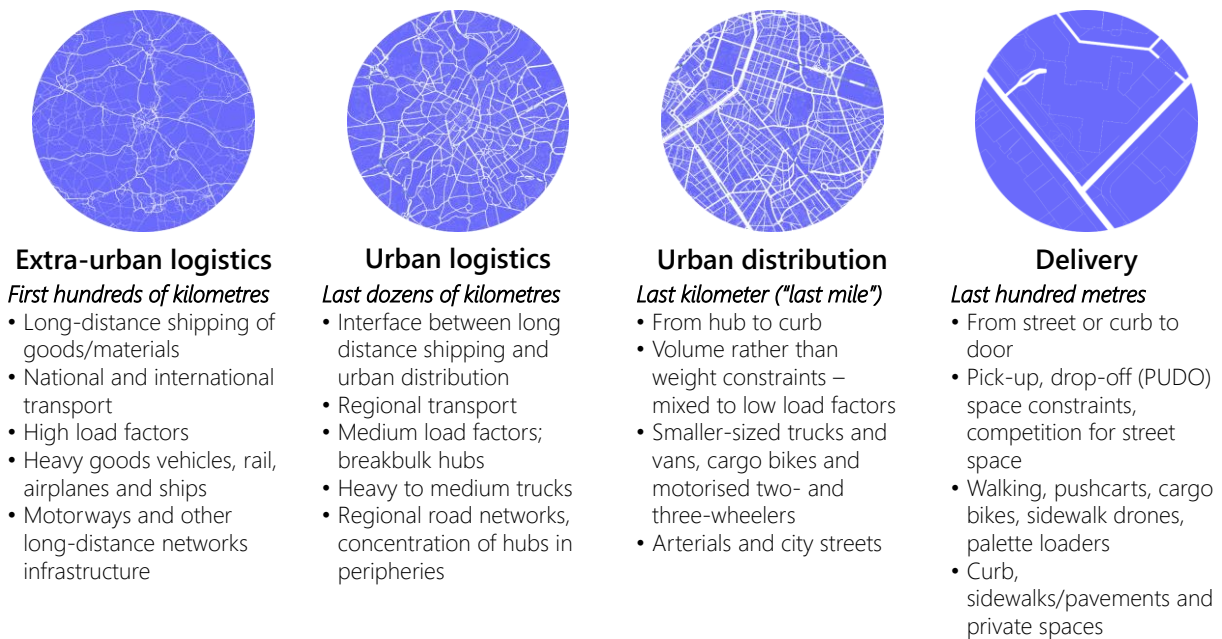 Extra-urban logistics
First hundreds of kilometres
• Long-distance shipping of
goods/materials
• National and international
transport
• High load factors
• Heavy goods vehicles, rail,
airplanes and ships
• Motorways and other
long-distance networks
infrastructure
Urban logistics
Last dozens of kilometres
• Interface between long
distance shipping and
urban distribution
• Regional transport
• Medium load factors;
breakbulk hubs
• Heavy to medium trucks
• Regional road networks,
concentration of hubs in
peripheries
Urban distribution
Last kilometer ("last mile")
• From hub to curb
• Volume rather than
weight constraints –
mixed to low load factors
• Smaller-sized trucks and
vans, cargo bikes and
motorised two- and
three-wheelers
• Arterials and city streets
Delivery
Last hundred metres
• From street or curb to
door
• Pick-up, drop-off (PUDO)
space constraints,
competition for street
space
• Walking, pushcarts, cargo
bikes, sidewalk drones,
palette loaders
• Curb,
sidewalks/pavements and
private spaces